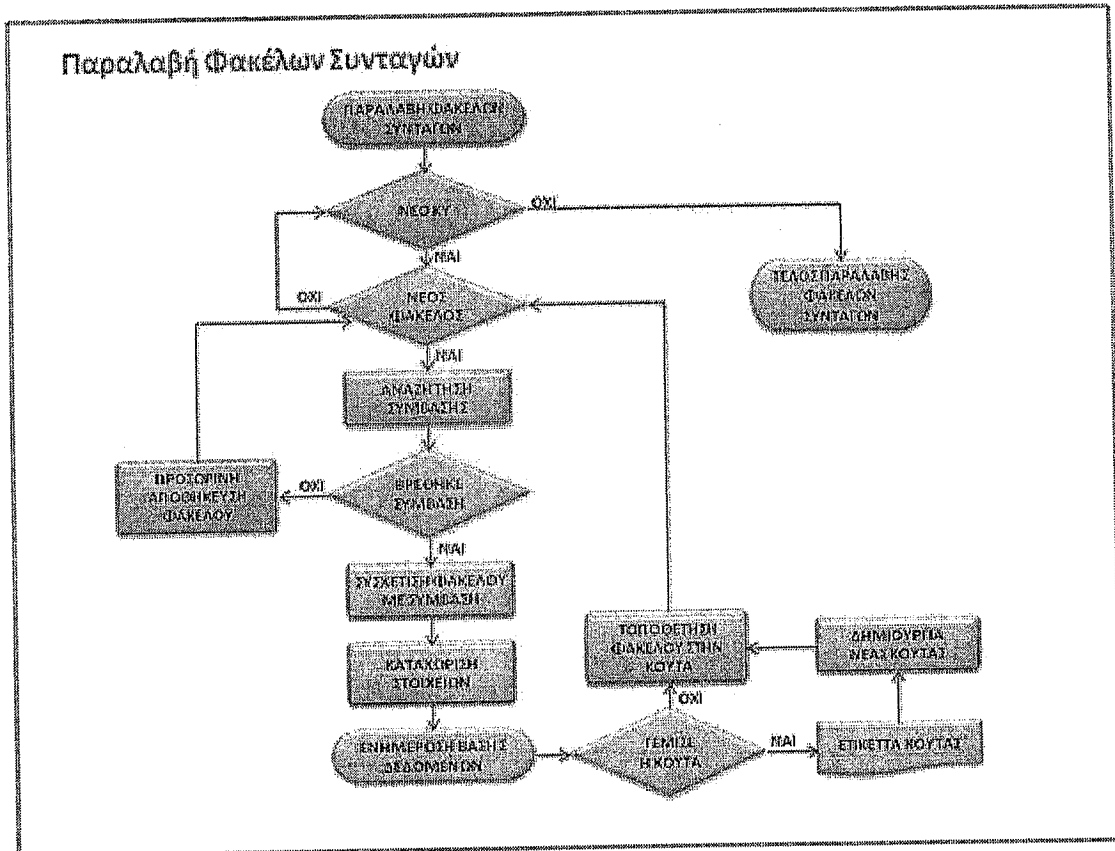 Παραλαβή Φακέλων Συνταγών
ΠΑΡΑΛΑΒΗ ΦΑΚΕΛΩΝ
ΣΥΝΤΑΓΩΝ
ΝΕΟ ΚΥ
ΟΧΙ
ΝΑΙ
ΤΕΛΟΣ ΠΑΡΑΛΑΒΗΣ
ΦΑΚΕΛΩΝ
ΣΥΝΤΑΓΩΝ
ΟΧΙ
ΝΕΟΣ
ΦΑΚΕΛΟΣ
ΝΑΙ
ΑΝΑΖΗΤΗΣΗ
ΣΥΜΒΑΣΗΣ
ΠΡΟΣΩΡΙΝΗ
ΑΠΟΘΗΚΕΥΣΗ
ΦΑΚΕΛΟΥ
ΟΧΙ
ΒΡΕΘΗΚΕ
ΣΥΜΒΑΣΗ
ΝΑΙ
ΣΥΣΧΕΤΙΣΗ ΦΑΚΕΛΟΥ
ΜΕ ΣΥΜΒΑΣΗ
ΚΑΤΑΧΩΡΙΣΗ
ΣΤΟΙΧΕΙΩΝ
ΕΝΗΜΕΡΩΣΗ ΒΑΣΗΣ
ΔΕΔΟΜΕΝΩΝ
ΤΟΠΟΘΕΤΗΣΗ
ΦΑΚΕΛΟΥ ΣΤΗΝ
ΚΟΥΤΑ
ΔΗΜΙΟΥΡΓΙΑ
ΝΕΑΣ ΚΟΥΤΑΣ
ΟΧΙ
ΓΕΜΙΣΕ
Η ΚΟΥΤΑ
ΝΑΙ
ΕΤΙΚΕΤΤΑ ΚΟΥΤΑΣ